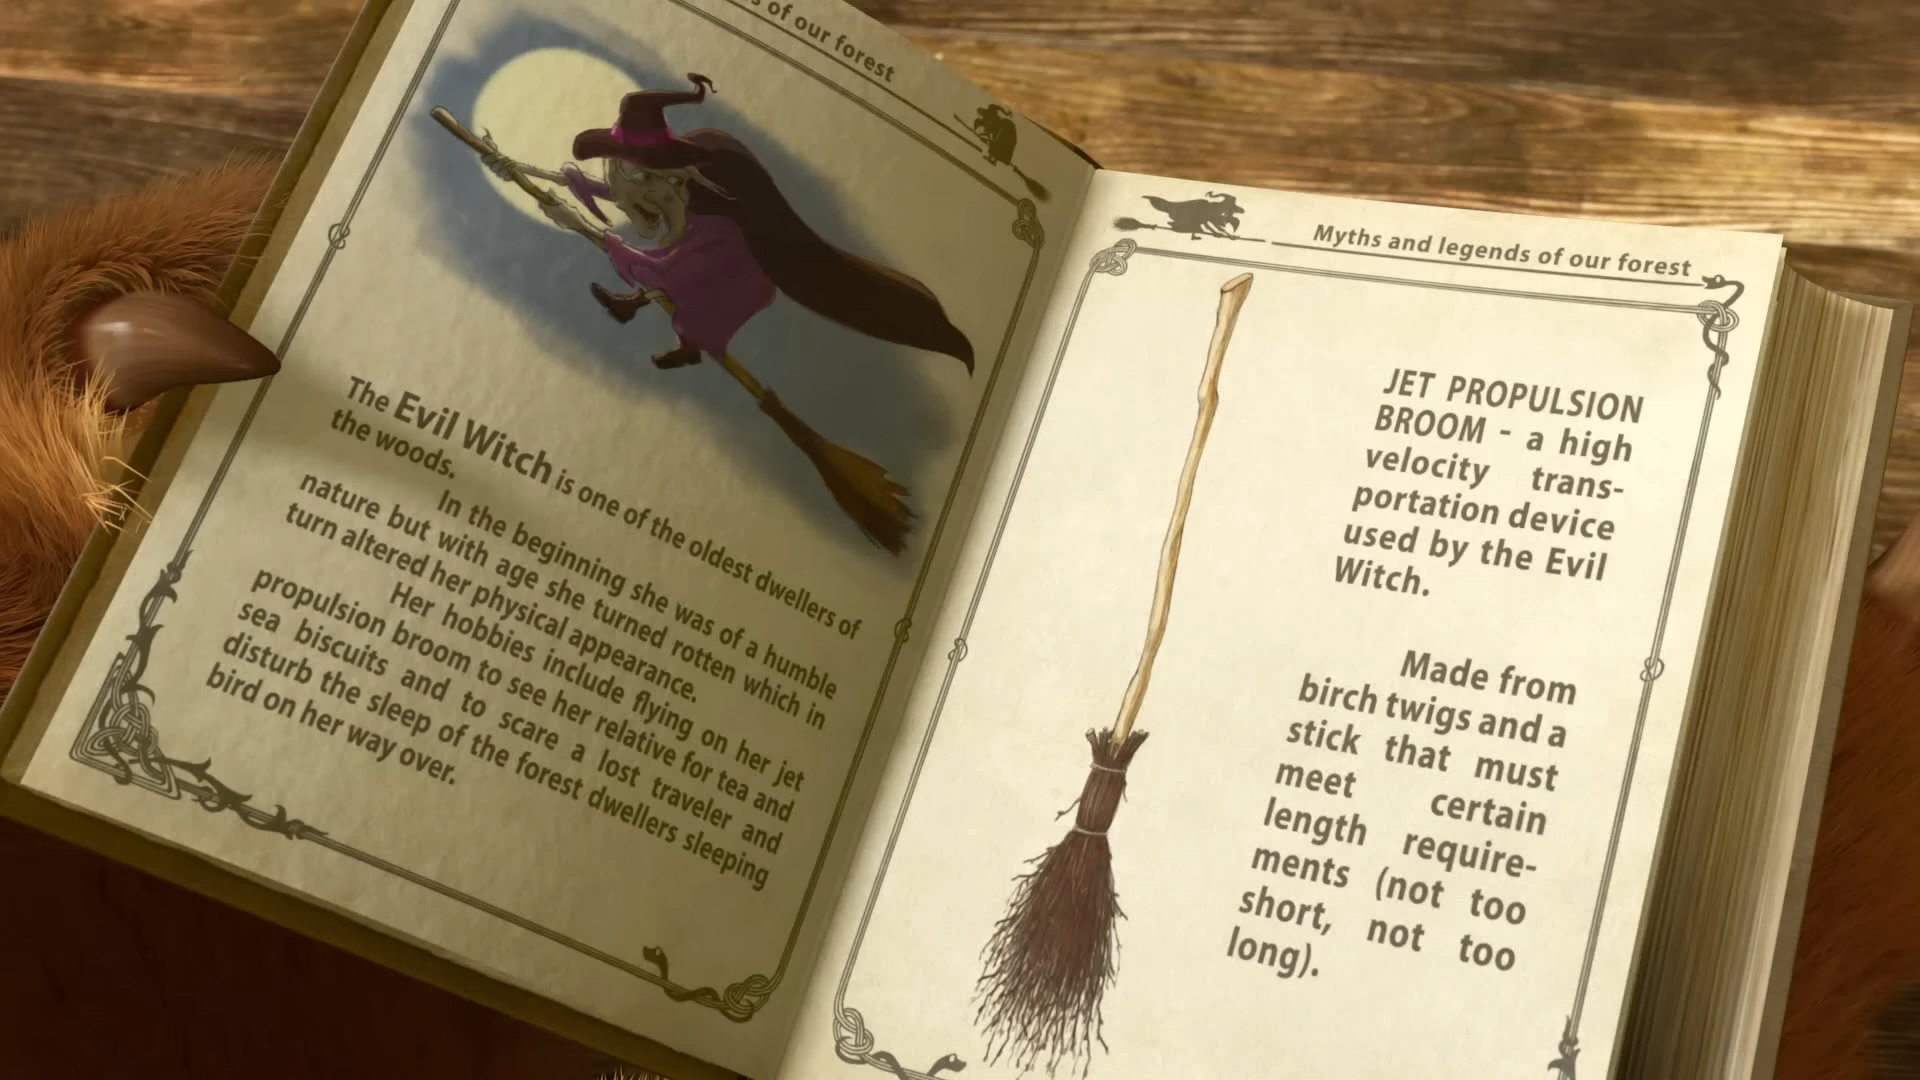 s of our forest
The Evil Witch is one of the oldest dwellers of
the woods.
In the beginning she was of a humble
nature but with age she turned rotten which in
turn altered her physical appearance.
Her hobbies include flying on her jet
propulsion broom to see her relative for tea and
sea biscuits and to scare a lost traveler and
disturb the sleep of the forest dwellers sleeping
bird on her way over.
Myths and legends of our forest
JET PROPULSION
BROOM - a high
velocity trans-
portation device
used by the Evil
Witch.
Made from
birch twigs and a
stick that must
meet certain
length require-
ments (not too
short, not too
long).